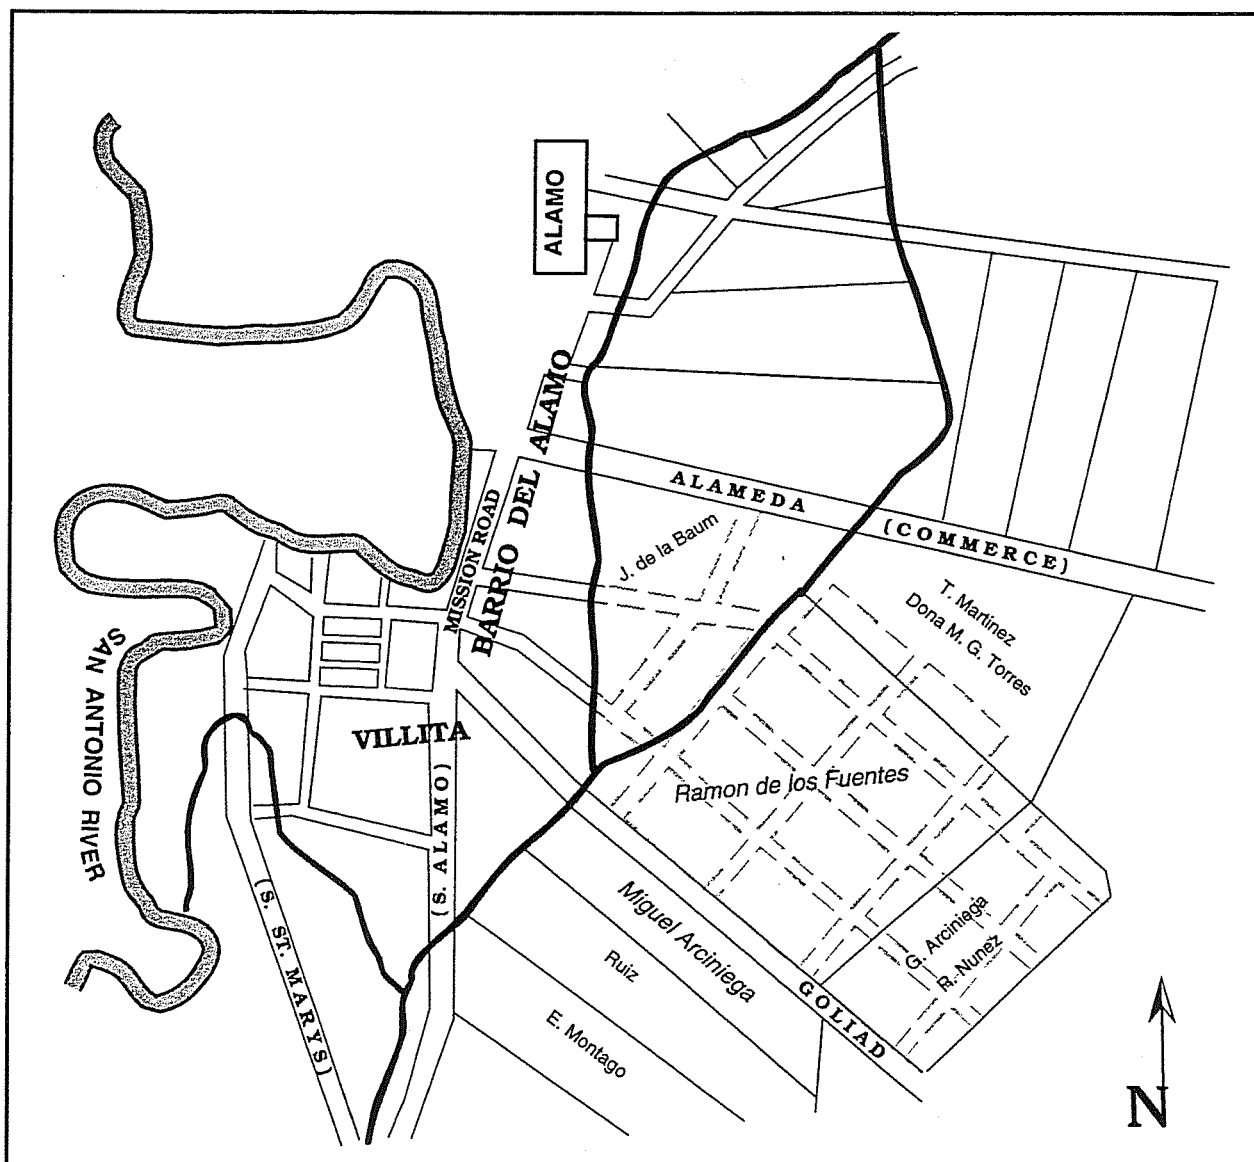 ALAMO
BARRIO DEL ALAMO
MISSION ROAD
ALAMEDA
(COMMERCE)
J. de la Baum
T. Martinez
Dona M. G. Torres
SAN ANTONIO RIVER
VILLITA
(S. ALAMO)
(S. ST. MARYS)
Ramon de los Fuentes
Miguel Arciniega
Ruiz
E. Montago
GOLIAD
G. Arciniega
R. Nunez
N